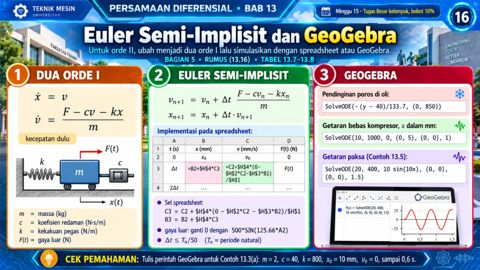 TEKNIK MESIN
UNIVERSITAS
PERSAMAAN DIFERENSIAL • BAB 13
Minggu 15 – Tugas Besar kelompok, bobot 10%
16
Euler Semi-Implisit dan GeoGebra
Untuk orde II, ubah menjadi dua orde I lalu simulasikan dengan spreadsheet atau GeoGebra.
BAGIAN 5 • RUMUS (13.16) • TABEL 13.7–13.8
ENGINEERING
BETTER
TOMORROW
1 DUA ORDE I
ẋ = v
v̇ = (F − cv − kx)/m
kecepatan dulu
F(t)
k
m
c
x(t)
m = massa (kg)
c = koefisien redaman (N·s/m)
k = kekakuan pegas (N/m)
F(t) = gaya luar (N)
2 EULER SEMI-IMPLISIT
vₙ₊₁ = vₙ + Δt (F − cvₙ − kxₙ)/m
xₙ₊₁ = xₙ + Δt·vₙ₊₁
Implementasi pada spreadsheet:
A B C D
1 t (s) x (mm) v (mm/s) F(t) (N)
2 0 x₀ v₀ 0
3 Δt =B2+$H$4*C3 =C2+$H$4*(0-$H$2*C2-$H$3*B2)/$H$1 F(t)
4 2Δt ... ... ...
Sel spreadsheet:
C3 = C2 + $H$4*(0 - $H$2*C2 - $H$3*B2)/$H$1
B3 = B2 + $H$4*C3
gaya luar: ganti 0 dengan 500*SIN(125.66*A2)
Δt ≤ Tₙ/50 (Tₙ = periode natural)
3 GEOGEBRA
Pendinginan poros di oli:
SolveODE(-(y - 40)/133.7, (0, 850))
Getaran bebas kompresor, x dalam mm:
SolveODE(10, 1000, 0, (0, 5), (0, 0), 1)
Getaran paksa (Contoh 13.5):
SolveODE(20, 400, 10 sin(10x), (0, 0), (0, 0), 1.5)
GeoGebra
CEK PEMAHAMAN: Tulis perintah GeoGebra untuk Contoh 13.3(a): m = 2, c = 40, k = 800, x₀ = 10 mm, v₀ = 0, sampai 0,6 s.